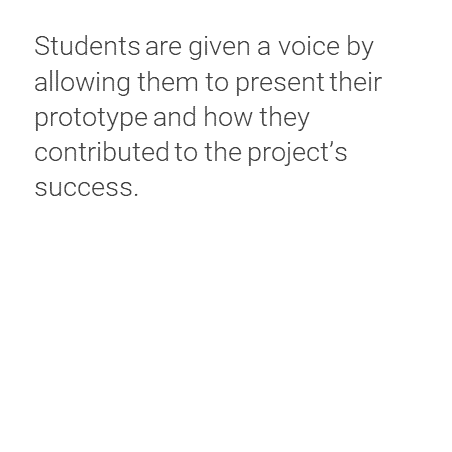 Students are given a voice by
allowing them to present their
prototype and how they
contributed to the project’s
success.